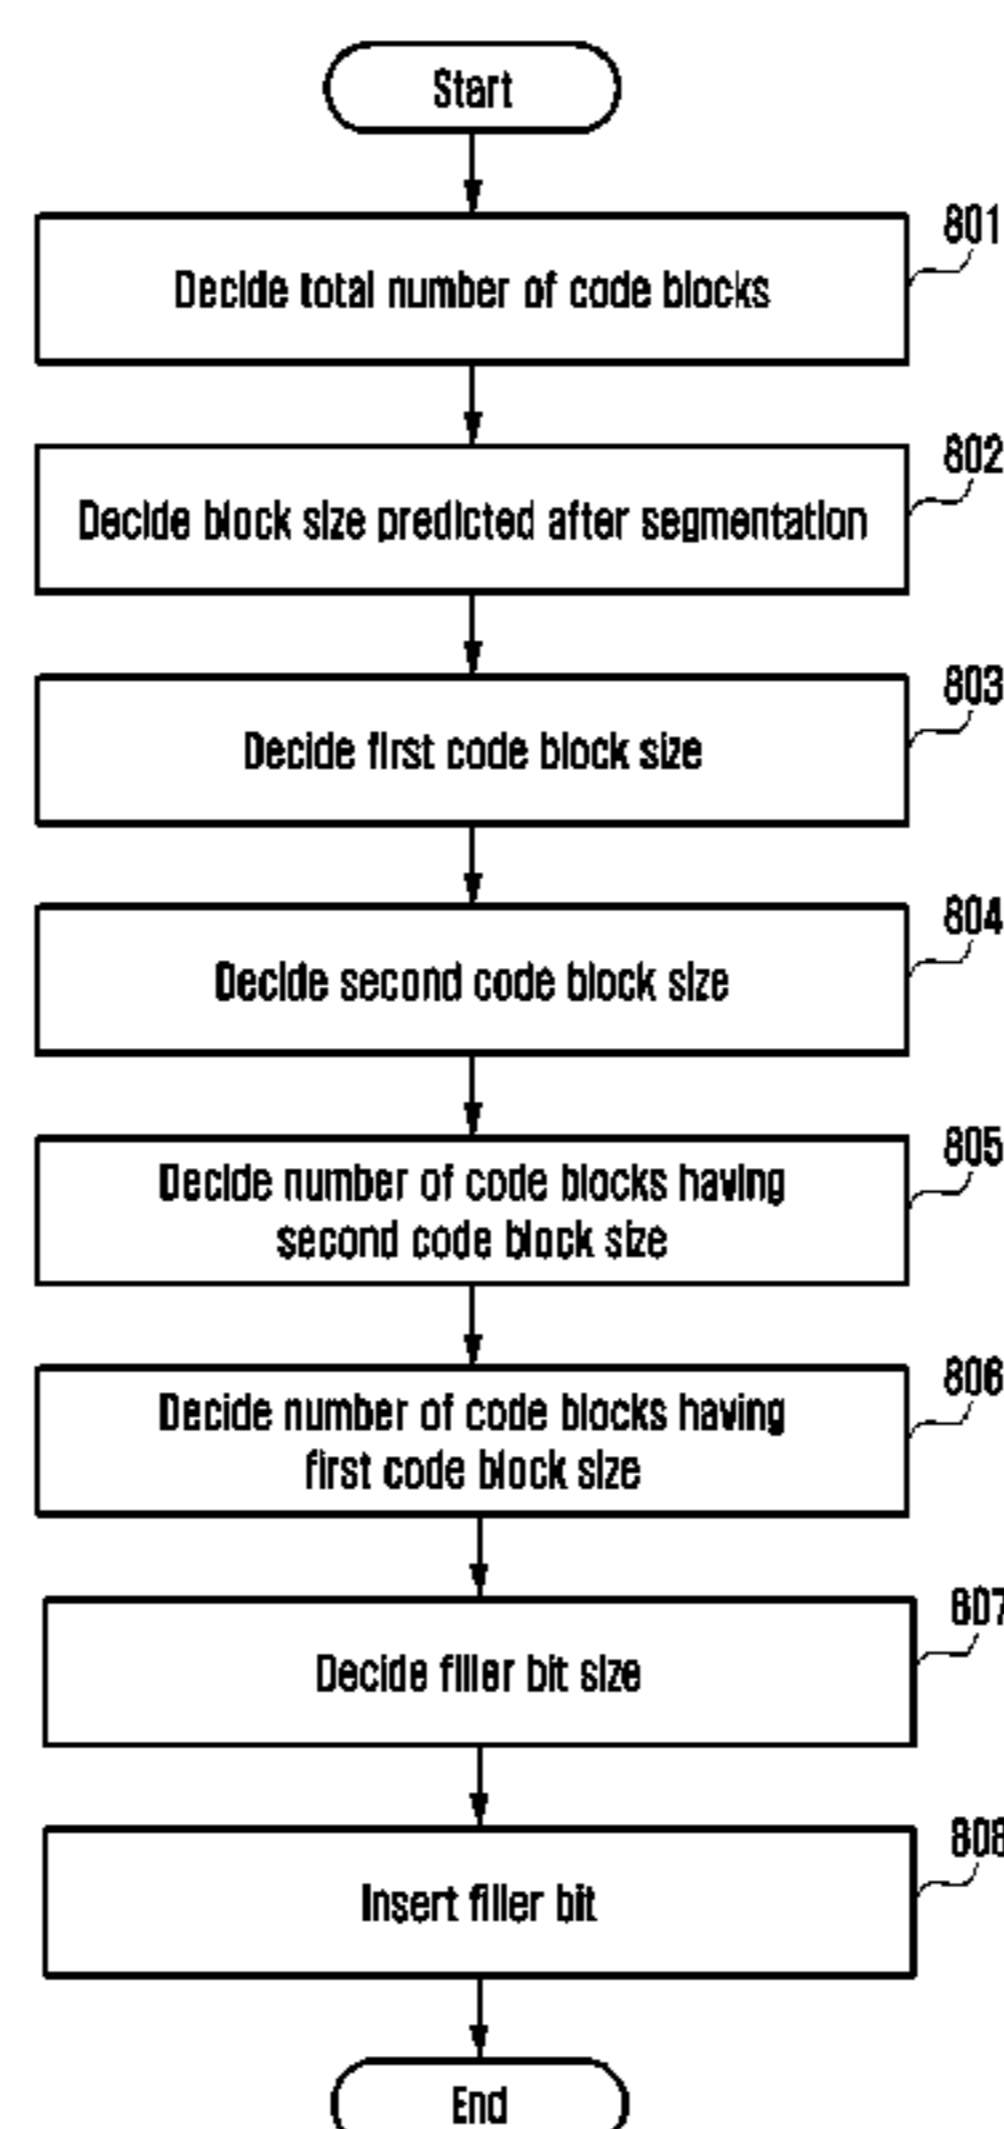 Start
801
Decide total number of code blocks
802
Decide block size predicted after segmentation
803
Decide first code block size
804
Decide second code block size
805
Decide number of code blocks having
second code block size
806
Decide number of code blocks having
first code block size
807
Decide filler bit size
808
Insert filler bit
End